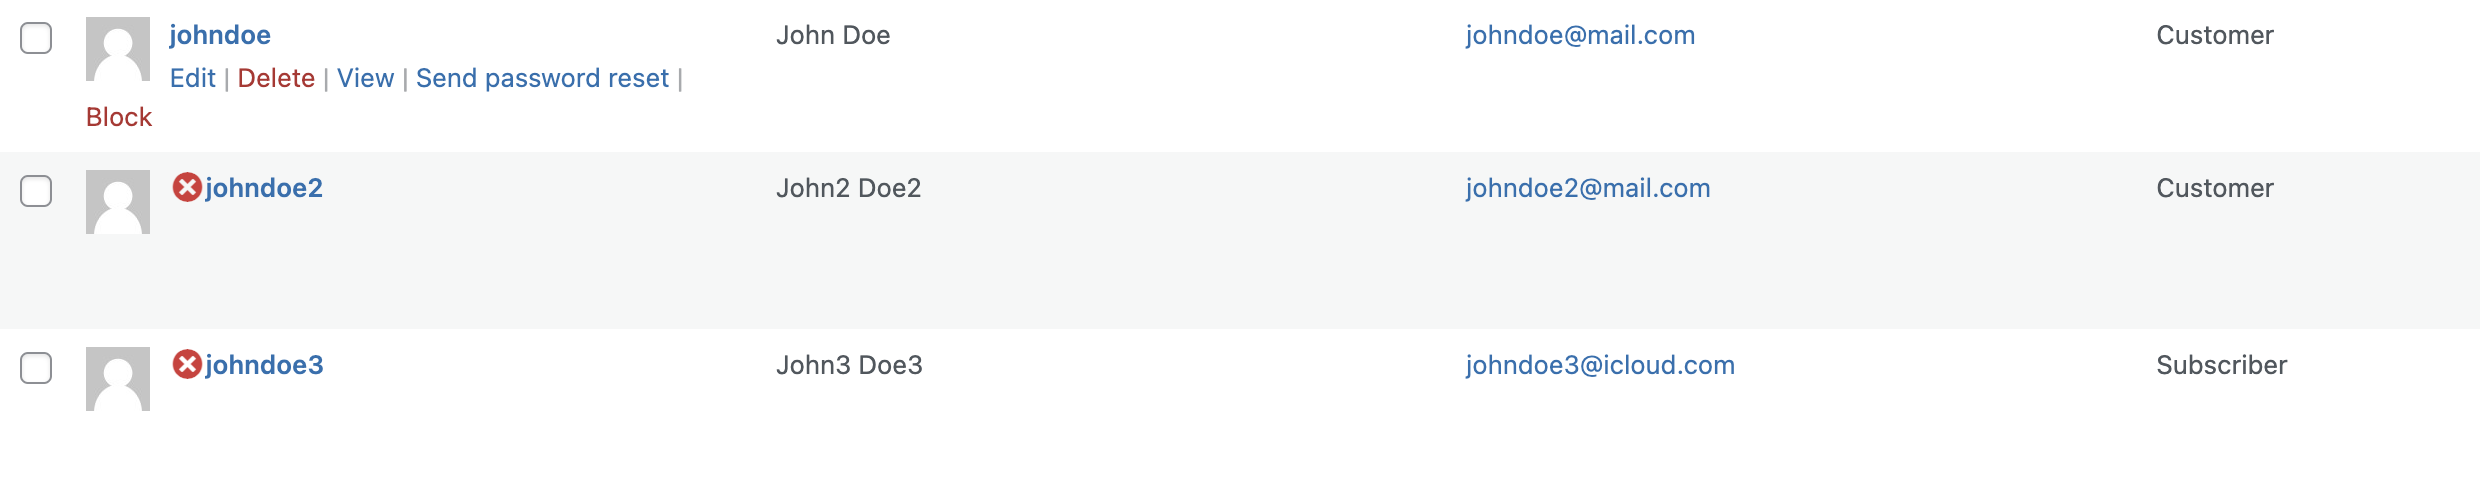 johndoe John Doe johndoe@mail.com Customer
Edit | Delete | View | Send password reset |
Block
johndoe2 John2 Doe2 johndoe2@mail.com Customer
johndoe3 John3 Doe3 johndoe3@icloud.com Subscriber